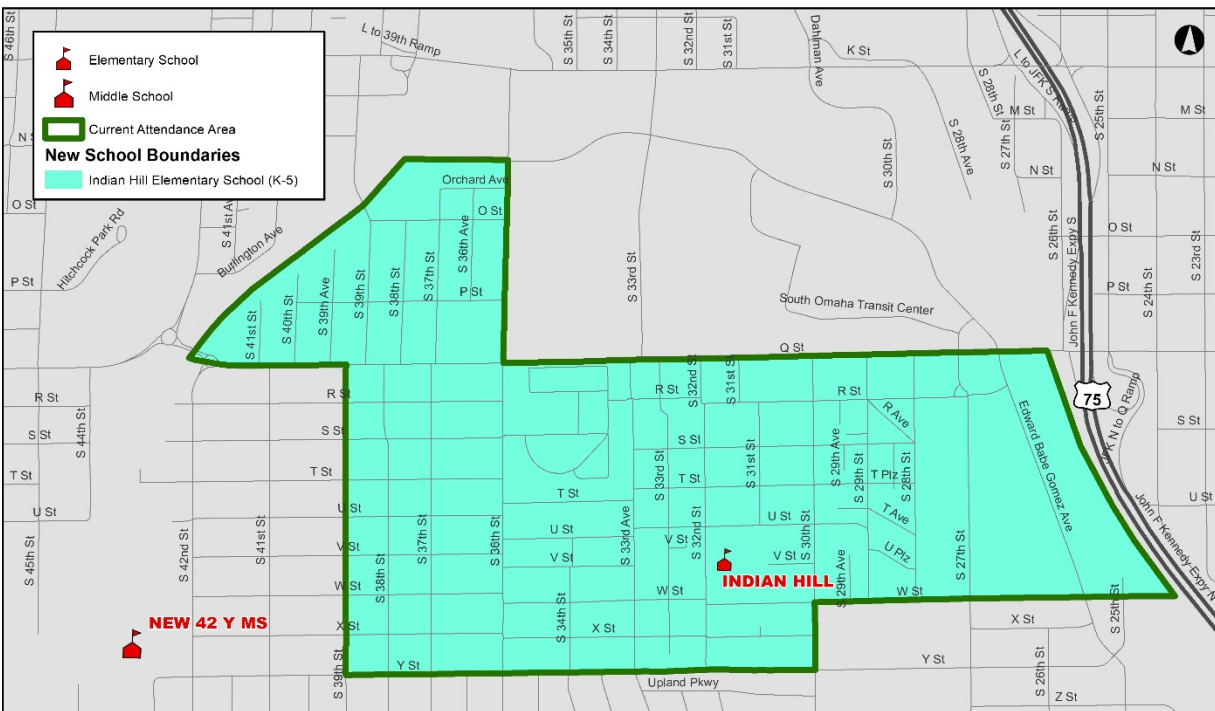 S 46th St
L to 39th Ramp
S 35th St
S 34th St
S 32nd St
S 31st St
Dahlman Ave
K St
S 28th St
L to JFK S Ramp
S 25th St
Elementary School
Middle School
Current Attendance Area
New School Boundaries
Indian Hill Elementary School (K-5)
N St
M St
M St
S 27th St
S 28th Ave
S 30th St
N St
N St
O St
Hitchcock Park Rd
S 41st Ave
Burlington Ave
Orchard Ave
O St
S 36th Ave
S 37th St
S 38th St
S 39th St
S 39th Ave
S 40th St
S 41st St
P St
P St
S 33rd St
South Omaha Transit Center
S 26th St
John F Kennedy Expy S
O St
P St
S 24th St
S 23rd St
Q St
R St
S 44th St
S St
T St
U St
S 45th St
S 42nd St
S 41st St
R St
S St
T St
U St
V St
W St
X St
S 39th St
S 38th St
S 37th St
S 36th St
Y St
T St
U St
V St
S 34th St
S 33rd Ave
S 33rd St
R St
S 32nd St
S 31st St
S St
T St
S 31st St
U St
V St
S 32nd St
V St
S 30th St
W St
X St
INDIAN HILL
R St
R Ave
S 29th Ave
S 29th St
S 28th St
T Plz
T Ave
U Plz
S 29th Ave
S 27th St
W St
Edward Babe Gomez Ave
75
JFK N to Q Ramp
S St
U St
John F Kennedy Expy N
S 25th St
X St
Y St
S 26th St
Z St
Upland Pkwy
NEW 42 Y MS